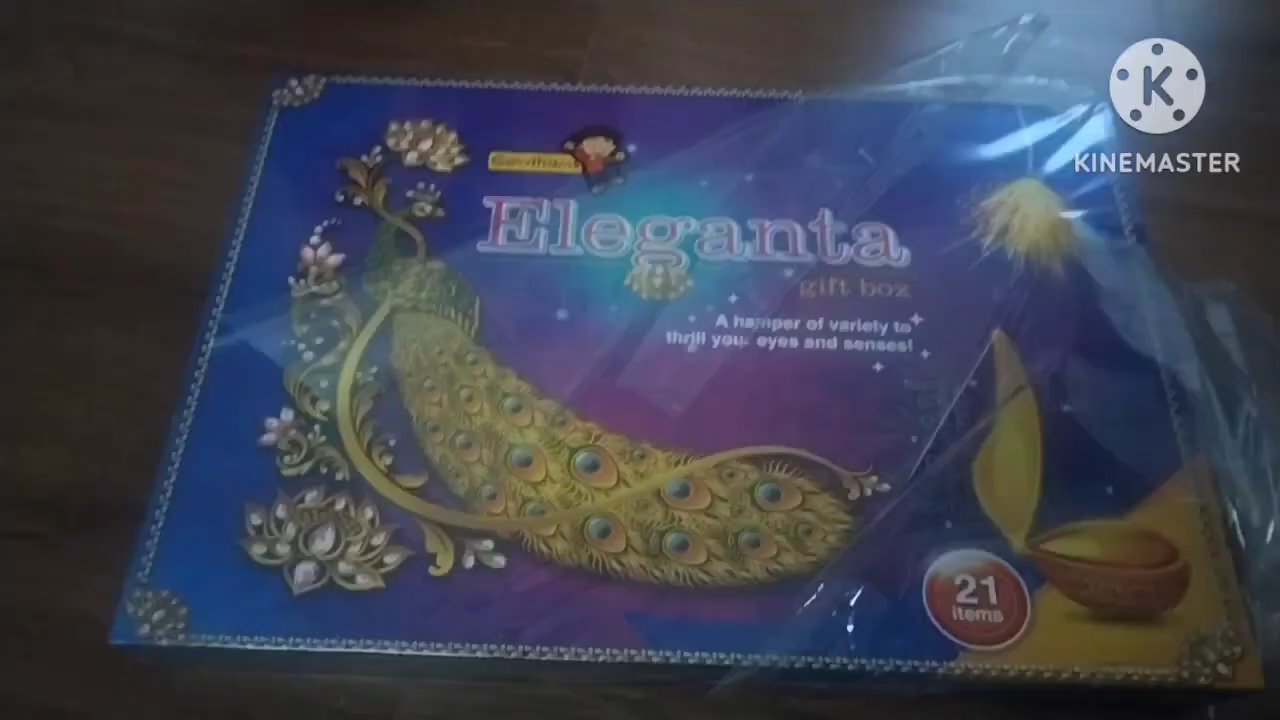 Eleganta
gift box
A hamper of variety to
thrill your eyes and senses!
21
items
K
KINEMASTER